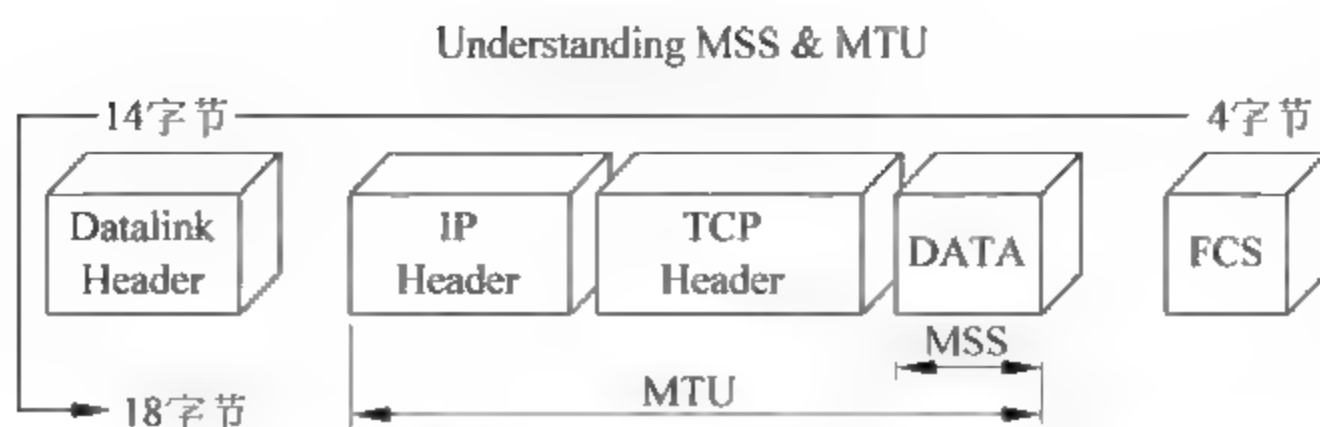 Understanding MSS & MTU
14字节
4字节
Datalink
Header
IP
Header
TCP
Header
DATA
FCS
MSS
MTU
18字节